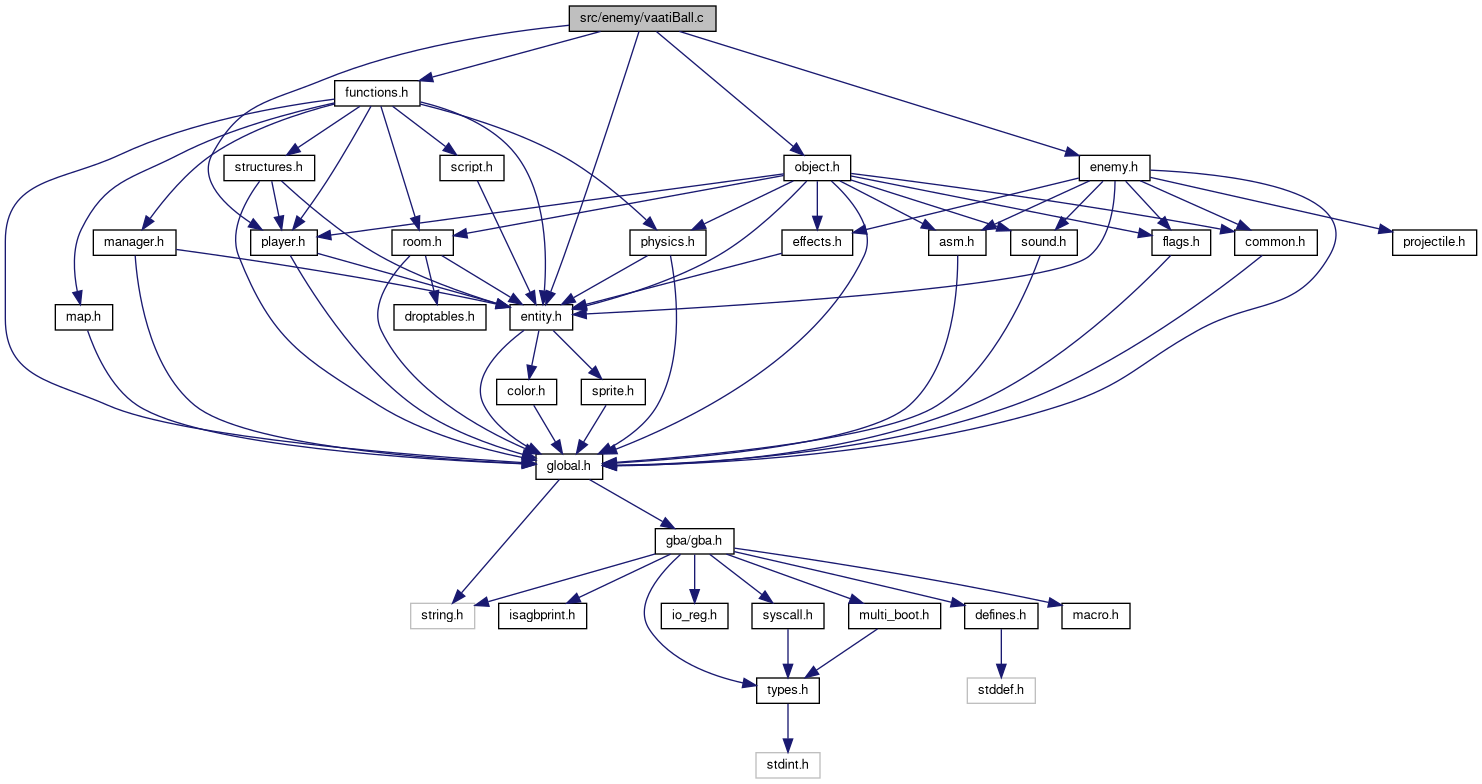 src/enemy/vaatiBall.c
functions.h
structures.h
script.h
object.h
enemy.h
manager.h
player.h
room.h
physics.h
effects.h
asm.h
sound.h
flags.h
common.h
projectile.h
map.h
droptables.h
entity.h
color.h
sprite.h
global.h
gba/gba.h
string.h
isagbprint.h
io_reg.h
syscall.h
multi_boot.h
defines.h
macro.h
types.h
stddef.h
stdint.h